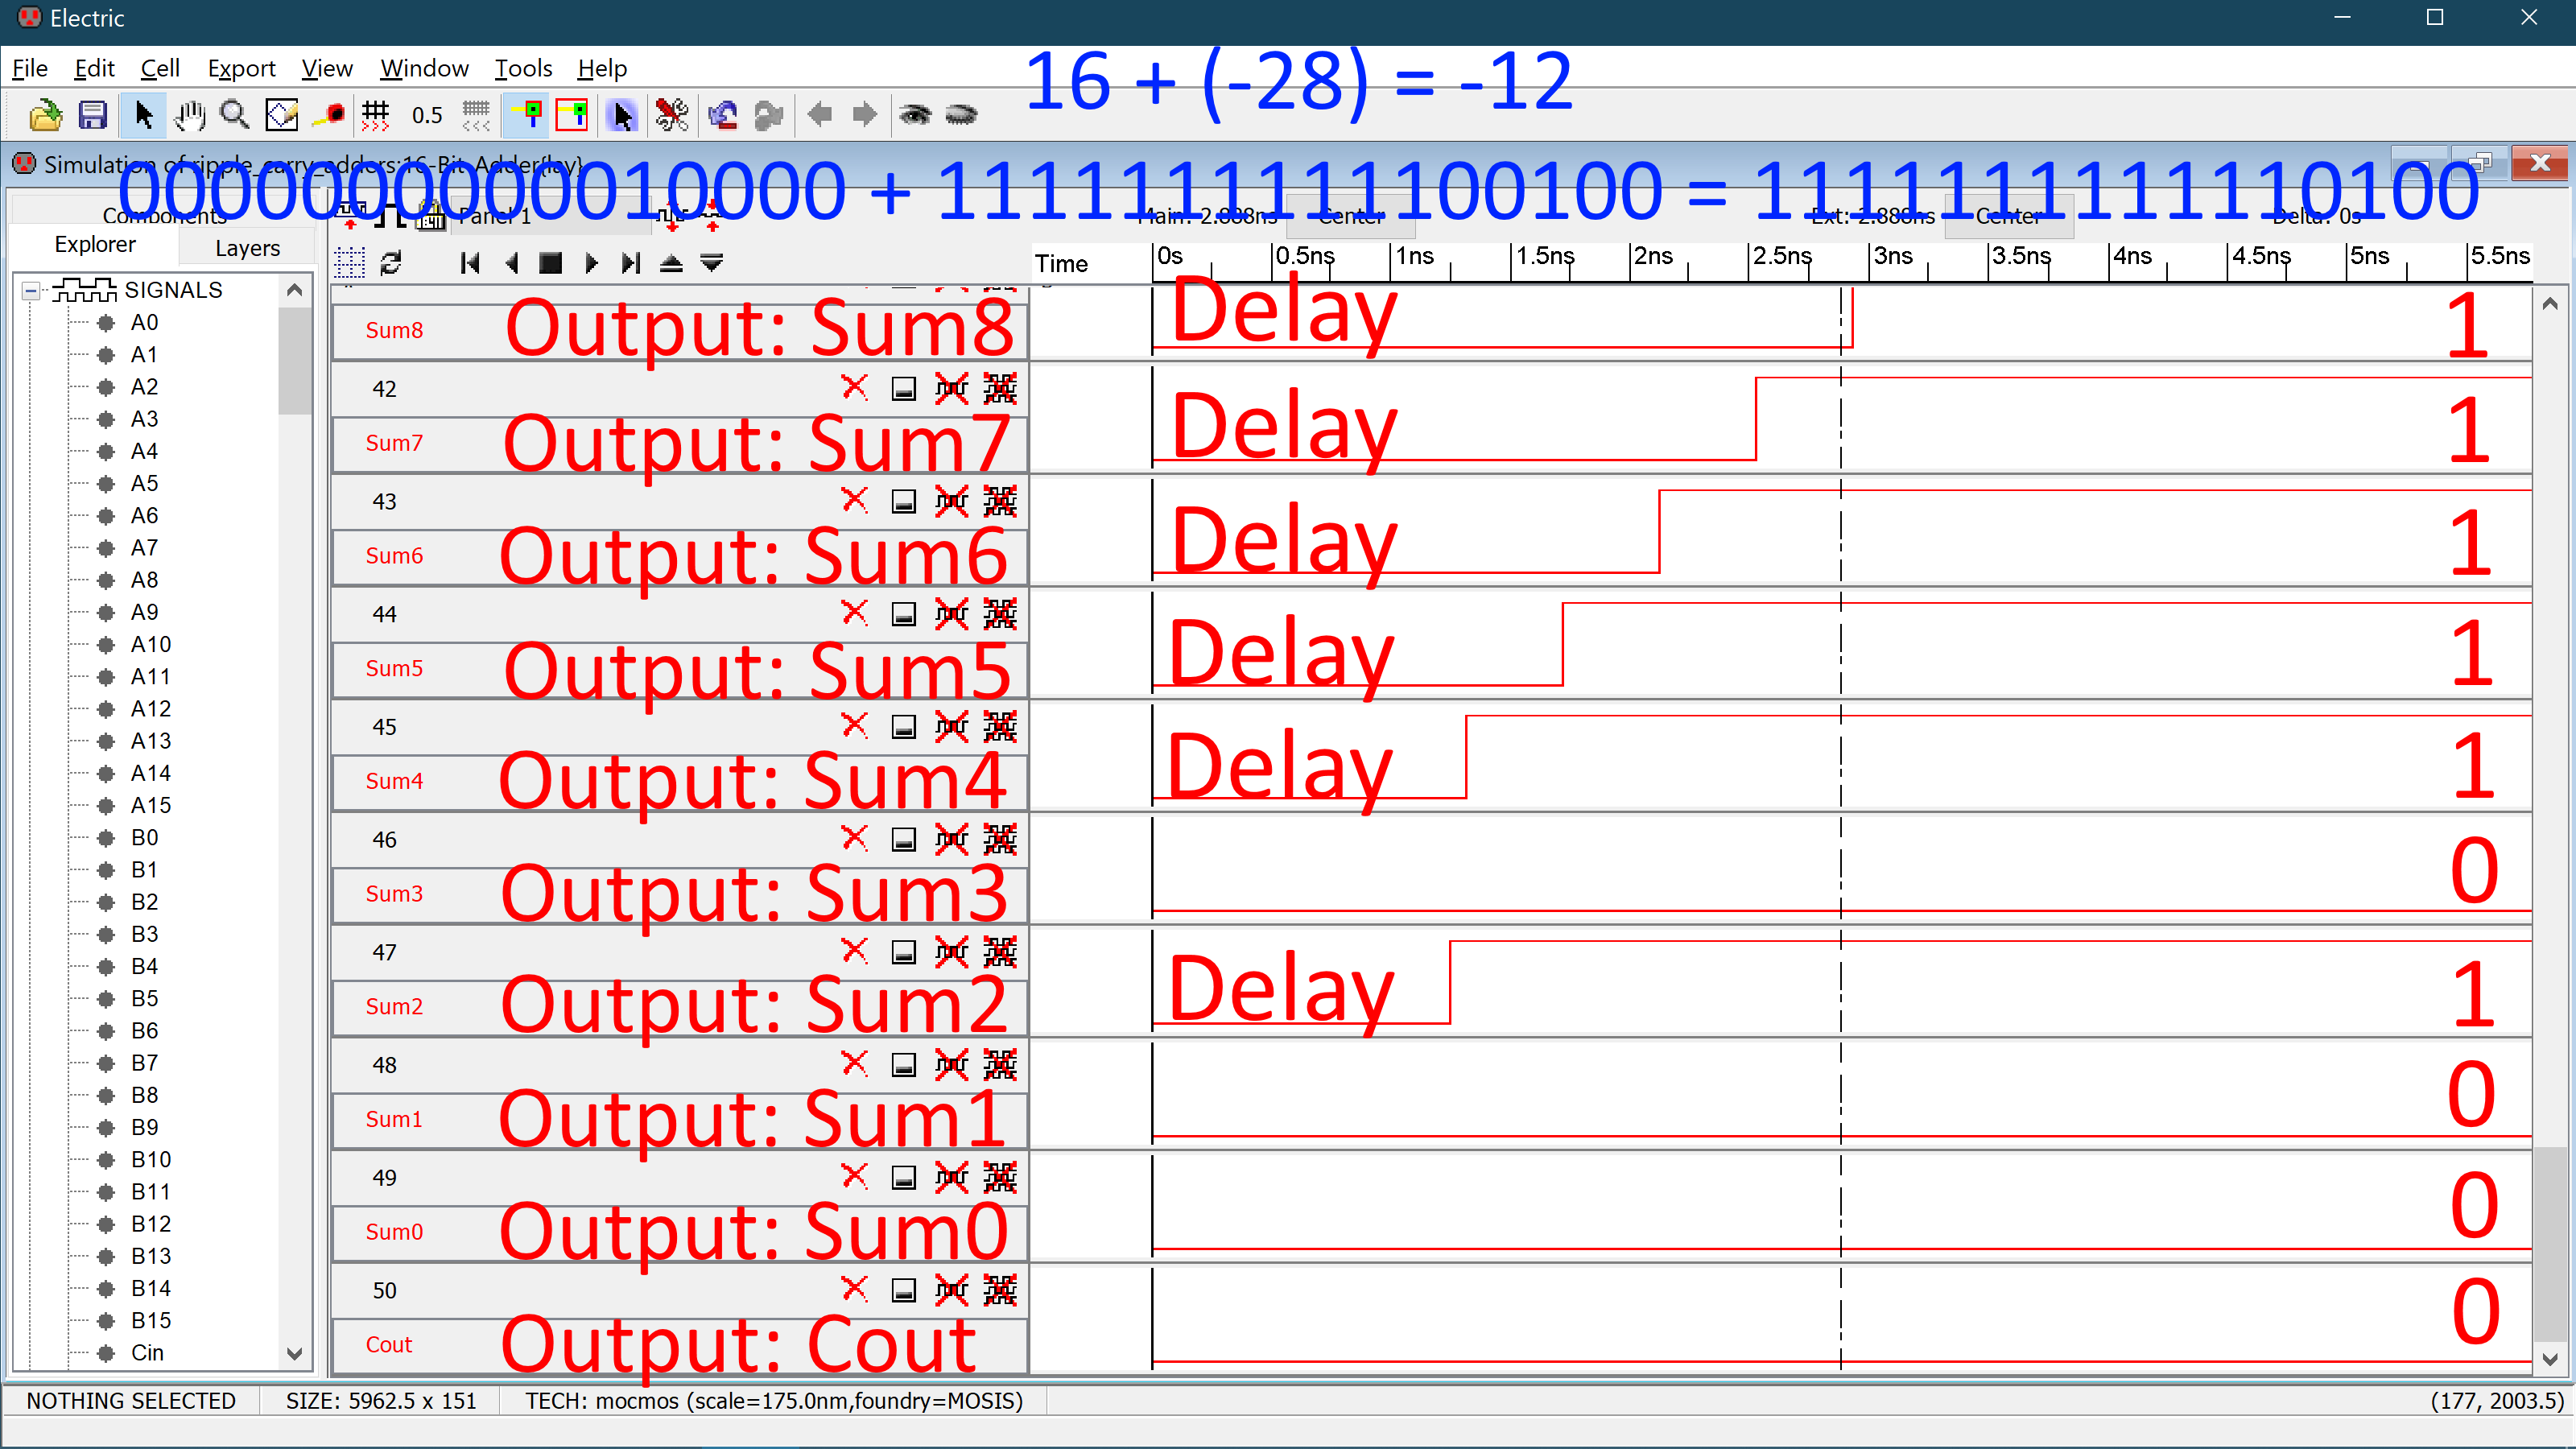 Electric
File Edit Cell Export View Window Tools Help
16 + (-28) = -12
0.5
Simulation of ripple_carry_adders:16-Bit-Adder{lay}
0000000000010000 + 1111111111100100 = 1111111111110100
Components
Explorer Layers
Panel 1
Main: 2.888ns Center Ext: 2.888ns Center Delta: 0s
Time 0s 0.5ns 1ns 1.5ns 2ns 2.5ns 3ns 3.5ns 4ns 4.5ns 5ns 5.5ns
SIGNALS
A0
A1
A2
A3
A4
A5
A6
A7
A8
A9
A10
A11
A12
A13
A14
A15
B0
B1
B2
B3
B4
B5
B6
B7
B8
B9
B10
B11
B12
B13
B14
B15
Cin
Sum8 Output: Sum8 Delay 1
42
Sum7 Output: Sum7 Delay 1
43
Sum6 Output: Sum6 Delay 1
44
Sum5 Output: Sum5 Delay 1
45
Sum4 Output: Sum4 Delay 1
46
Sum3 Output: Sum3 0
47
Sum2 Output: Sum2 Delay 1
48
Sum1 Output: Sum1 0
49
Sum0 Output: Sum0 0
50
Cout Output: Cout 0
NOTHING SELECTED SIZE: 5962.5 x 151 TECH: mocmos (scale=175.0nm,foundry=MOSIS) (177, 2003.5)